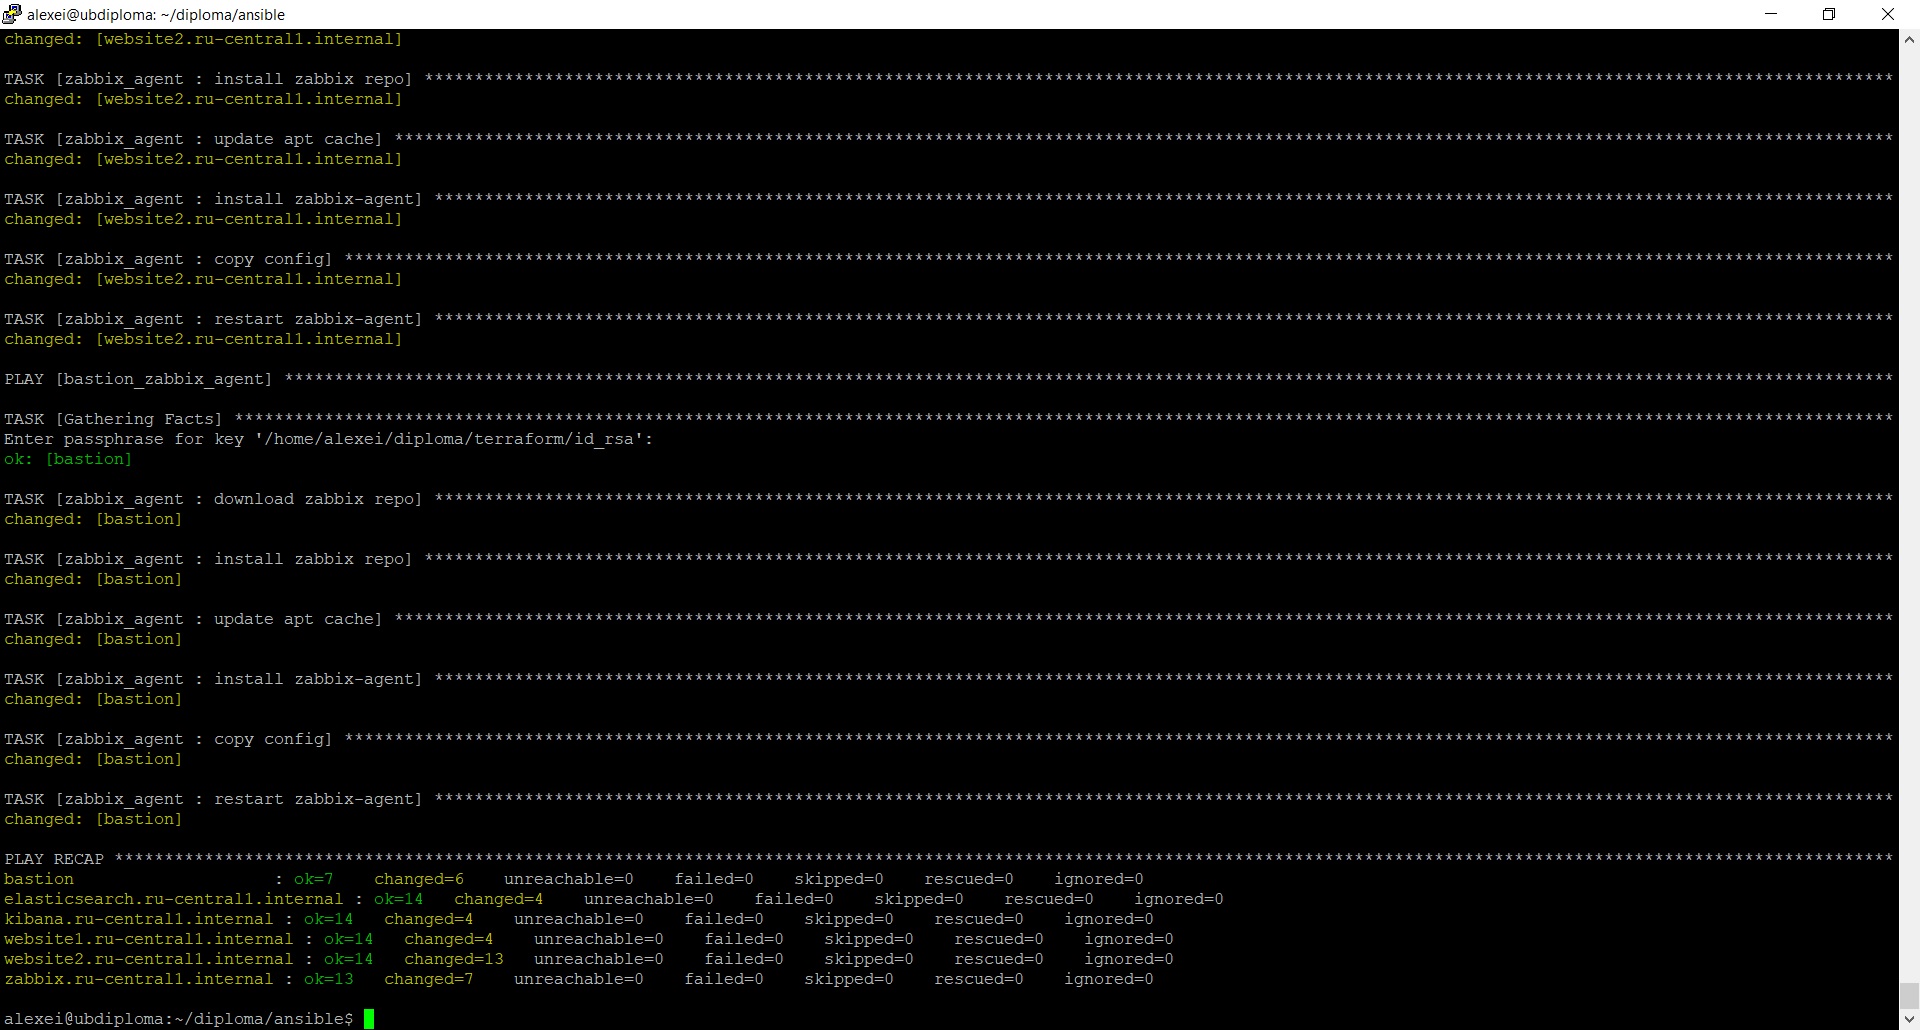 alexei@ubdiploma: ~/diploma/ansible
changed: [website2.ru-central1.internal]
TASK [zabbix_agent : install zabbix repo] ***************************************************************************************************************************************************
changed: [website2.ru-central1.internal]
TASK [zabbix_agent : update apt cache] ******************************************************************************************************************************************************
changed: [website2.ru-central1.internal]
TASK [zabbix_agent : install zabbix-agent] **************************************************************************************************************************************************
changed: [website2.ru-central1.internal]
TASK [zabbix_agent : copy config] ***********************************************************************************************************************************************************
changed: [website2.ru-central1.internal]
TASK [zabbix_agent : restart zabbix-agent] **************************************************************************************************************************************************
changed: [website2.ru-central1.internal]
PLAY [bastion_zabbix_agent] *****************************************************************************************************************************************************************
TASK [Gathering Facts] **********************************************************************************************************************************************************************
Enter passphrase for key '/home/alexei/diploma/terraform/id_rsa':
ok: [bastion]
TASK [zabbix_agent : download zabbix repo] **************************************************************************************************************************************************
changed: [bastion]
TASK [zabbix_agent : install zabbix repo] ***************************************************************************************************************************************************
changed: [bastion]
TASK [zabbix_agent : update apt cache] ******************************************************************************************************************************************************
changed: [bastion]
TASK [zabbix_agent : install zabbix-agent] **************************************************************************************************************************************************
changed: [bastion]
TASK [zabbix_agent : copy config] ***********************************************************************************************************************************************************
changed: [bastion]
TASK [zabbix_agent : restart zabbix-agent] **************************************************************************************************************************************************
changed: [bastion]
PLAY RECAP **********************************************************************************************************************************************************************************
bastion                    : ok=7    changed=6    unreachable=0    failed=0    skipped=0    rescued=0    ignored=0
elasticsearch.ru-central1.internal : ok=14   changed=4    unreachable=0    failed=0    skipped=0    rescued=0    ignored=0
kibana.ru-central1.internal : ok=14   changed=4    unreachable=0    failed=0    skipped=0    rescued=0    ignored=0
website1.ru-central1.internal : ok=14   changed=4    unreachable=0    failed=0    skipped=0    rescued=0    ignored=0
website2.ru-central1.internal : ok=14   changed=13   unreachable=0    failed=0    skipped=0    rescued=0    ignored=0
zabbix.ru-central1.internal : ok=13   changed=7    unreachable=0    failed=0    skipped=0    rescued=0    ignored=0
alexei@ubdiploma:~/diploma/ansible$